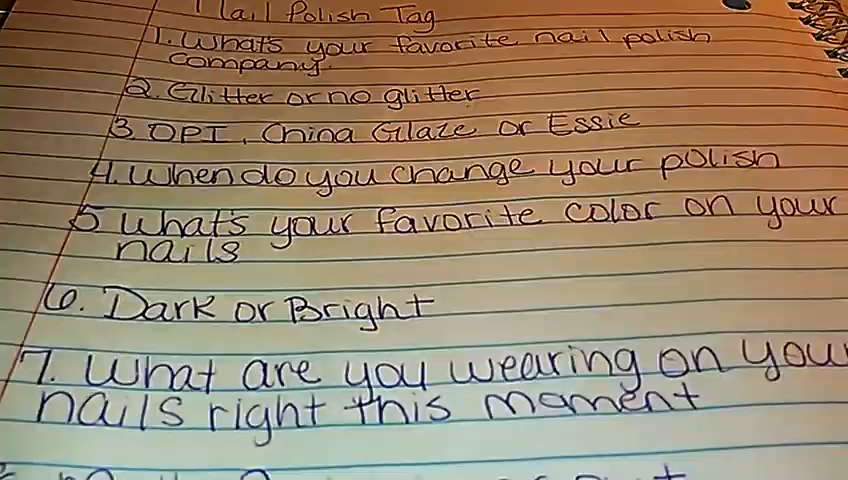 Nail Polish Tag
1. What's your favorite nail polish
company.
2. Glitter or no glitter
3. OPI, China Glaze or Essie
4. When do you change your polish
5 What's your favorite color on your
nails
6. Dark or Bright
7. What are you wearing on your
nails right this moment